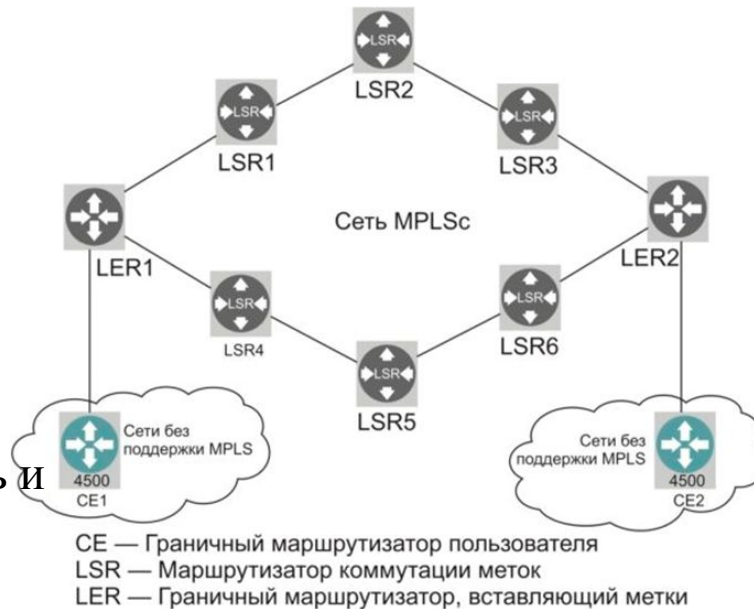 LSR
LSR2
LSR
LSR1
LSR
LSR3
Сеть MPLSc
LER1
LER2
LSR
LSR4
LSR
LSR6
LSR
LSR5
Сети без
поддержки MPLS
4500
CE1
Сети без
поддержки MPLS
4500
CE2
ь и
CE — Граничный маршрутизатор пользователя
LSR — Маршрутизатор коммутации меток
LER — Граничный маршрутизатор, вставляющий метки